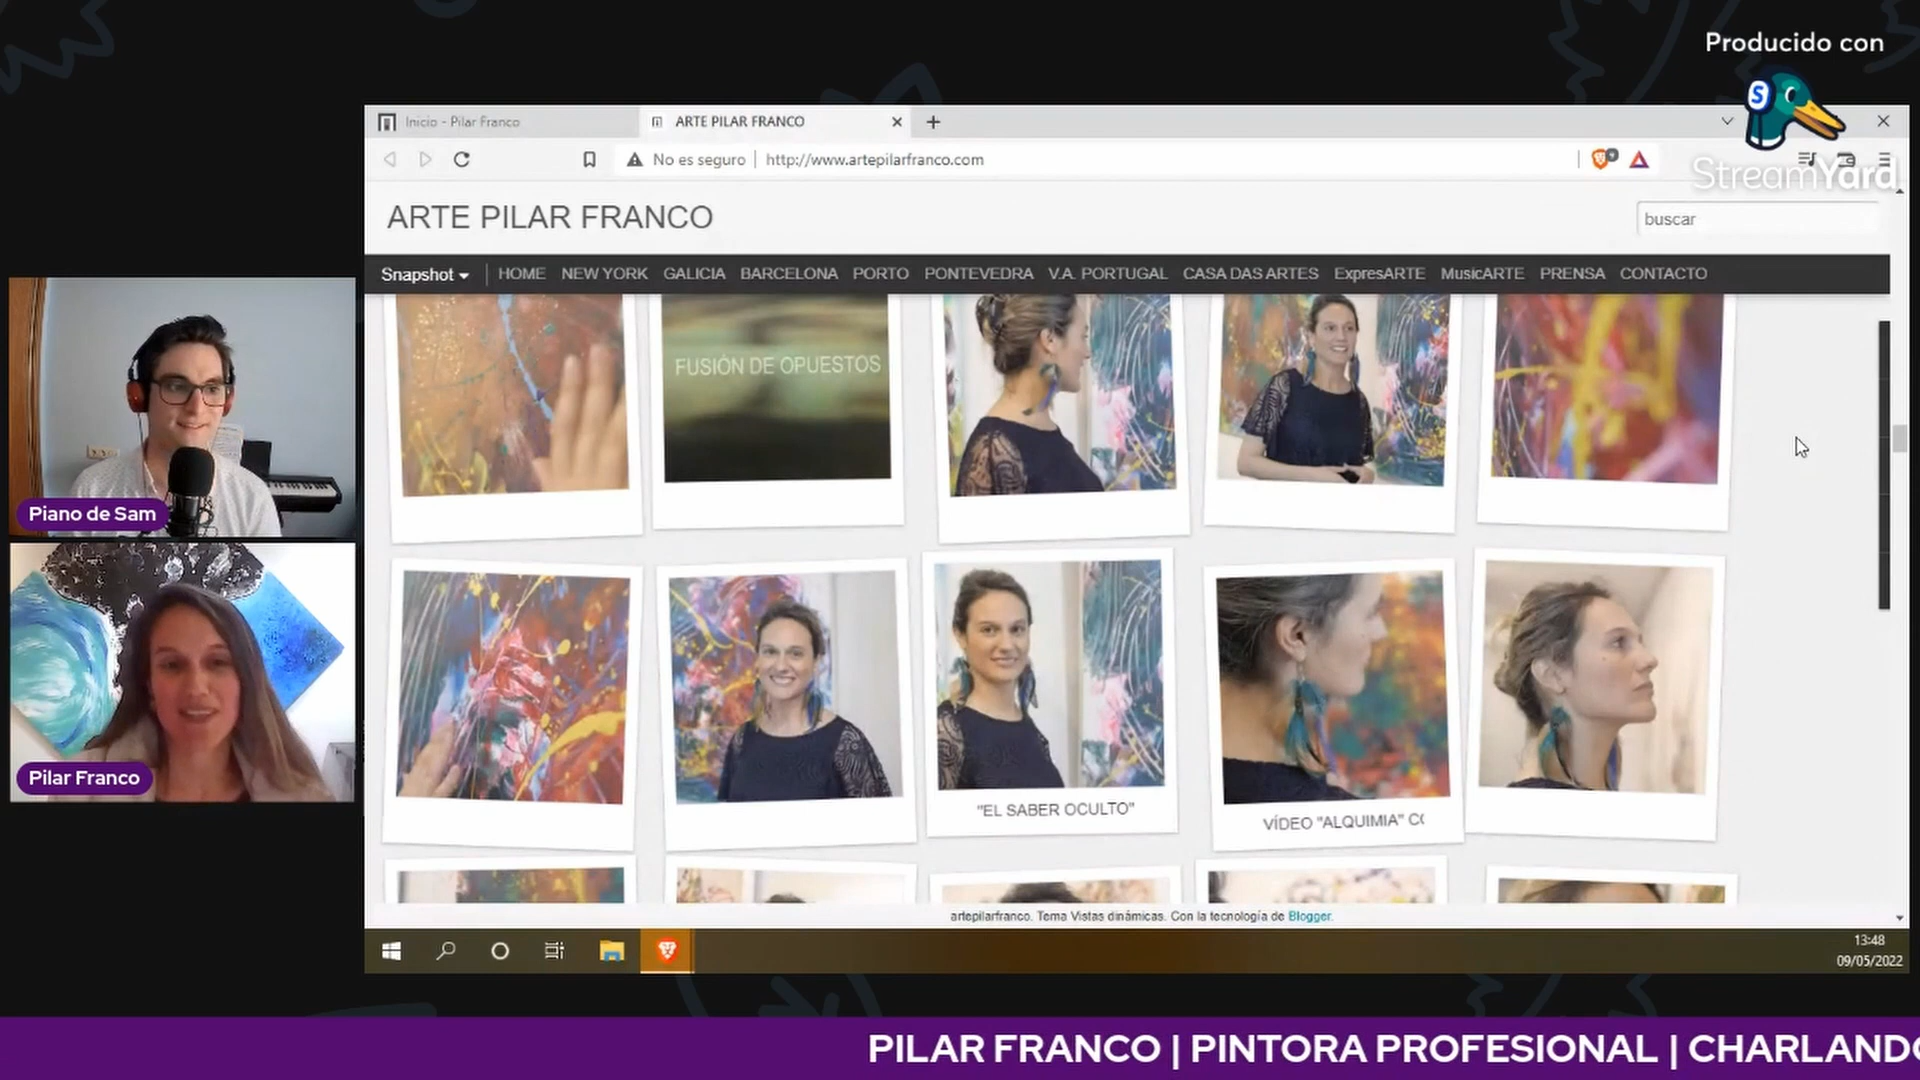 Producido con
StreamYard
Inicio - Pilar Franco
ARTE PILAR FRANCO
No es seguro
http://www.artepilarfranco.com
ARTE PILAR FRANCO
buscar
Snapshot HOME NEW YORK GALICIA BARCELONA PORTO PONTEVEDRA V.A. PORTUGAL CASA DAS ARTES ExpresARTE MusicARTE PRENSA CONTACTO
FUSIÓN DE OPUESTOS
Piano de Sam
Pilar Franco
"EL SABER OCULTO"
VÍDEO "ALQUIMIA" CO
artepilarfranco. Tema Vistas dinámicas. Con la tecnología de Blogger.
13:48
09/05/2022
PILAR FRANCO | PINTORA PROFESIONAL | CHARLANDO